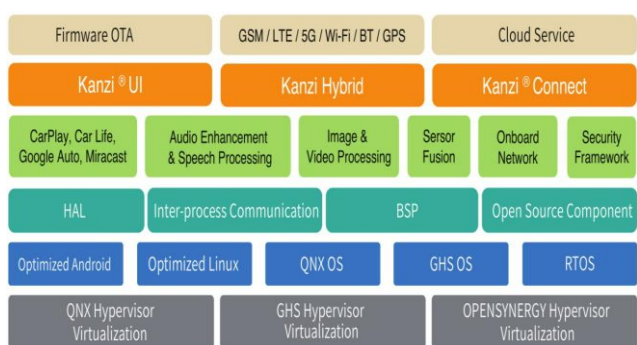 Firmware OTA
GSM / LTE / 5G / Wi-Fi / BT / GPS
Cloud Service
Kanzi ® UI
Kanzi Hybrid
Kanzi ® Connect
CarPlay, Car Life,
Google Auto, Miracast
Audio Enhancement
& Speech Processing
Image &
Video Processing
Sersor
Fusion
Onboard
Network
Security
Framework
HAL
Inter-process Communication
BSP
Open Source Component
Optimized Android
Optimized Linux
QNX OS
GHS OS
RTOS
QNX Hypervisor
Virtualization
GHS Hypervisor
Virtualization
OPENSYNERGY Hypervisor
Virtualization